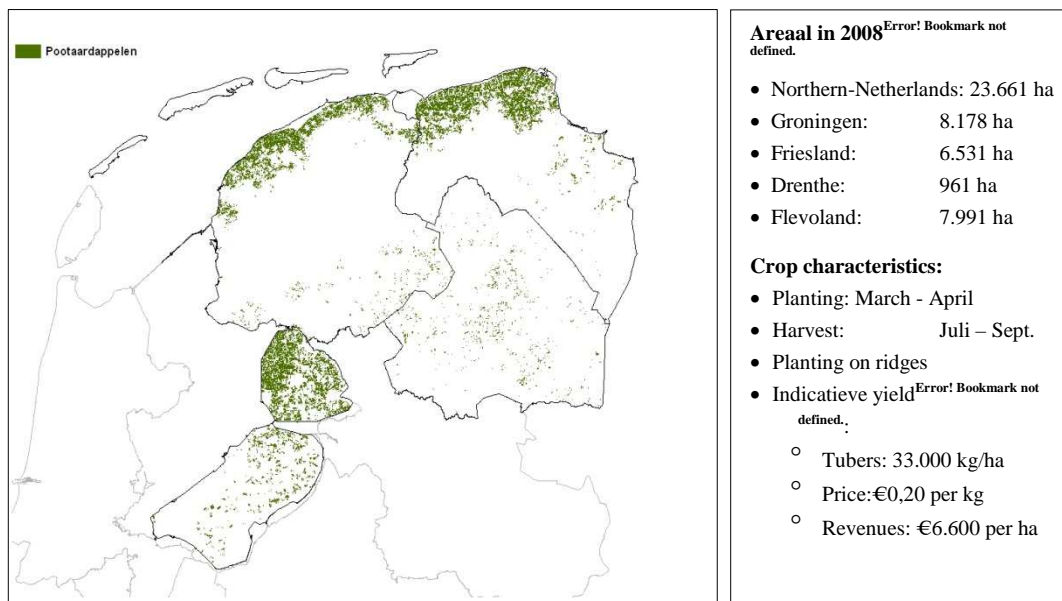 Pootaardappelen
Areaal in 2008Error! Bookmark not
defined.
• Northern-Netherlands: 23.661 ha
• Groningen: 8.178 ha
• Friesland: 6.531 ha
• Drenthe: 961 ha
• Flevoland: 7.991 ha
Crop characteristics:
• Planting: March - April
• Harvest: Juli – Sept.
• Planting on ridges
• Indicatieve yieldError! Bookmark not
defined.:
○ Tubers: 33.000 kg/ha
○ Price:€0,20 per kg
○ Revenues: €6.600 per ha